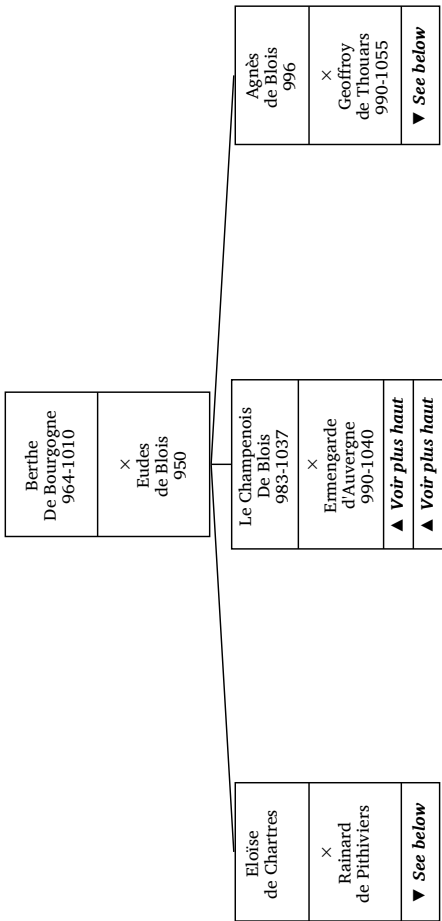 Berthe
De Bourgogne
964-1010
×
Eudes
de Blois
950
Eloïse
de Chartres
×
Rainard
de Pithiviers
▼ See below
Le Champenois
De Blois
983-1037
×
Ermengarde
d'Auvergne
990-1040
▲ Voir plus haut
▲ Voir plus haut
Agnès
de Blois
996
×
Geoffroy
de Thouars
990-1055
▼ See below